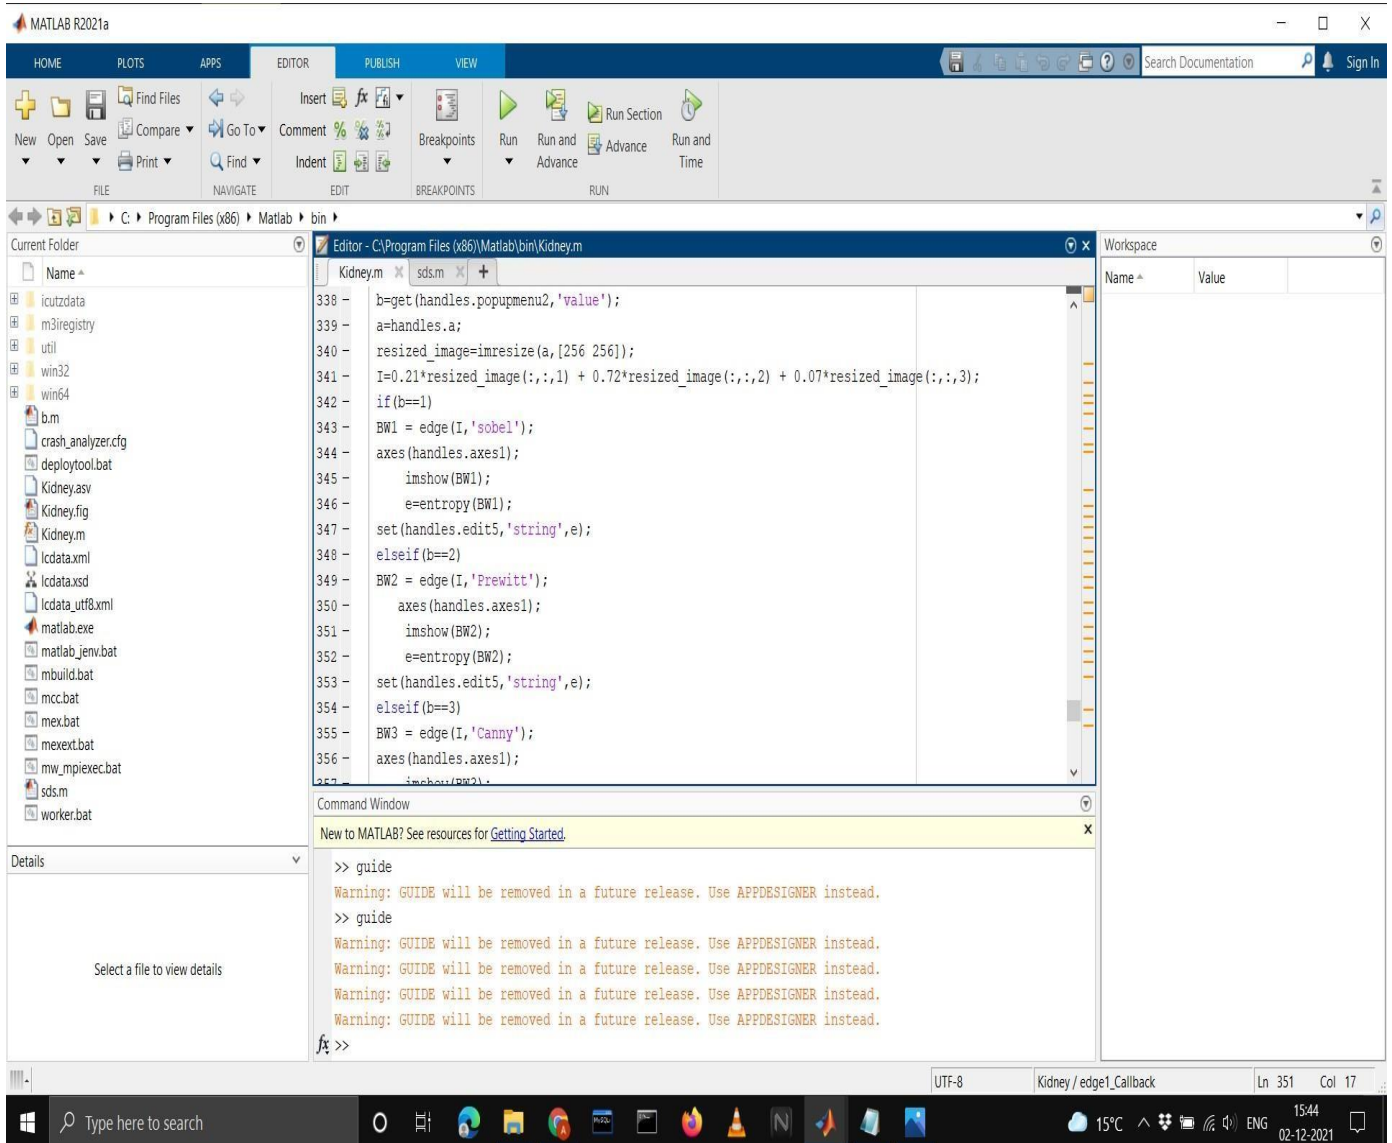 MATLAB R2021a
HOME PLOTS APPS EDITOR PUBLISH VIEW Search Documentation Sign In
New Open Save Find Files Compare Print
FILE
Go To Find
NAVIGATE
Insert fx
Comment
Indent
EDIT
Breakpoints
BREAKPOINTS
Run Run and Advance Run Section Advance Run and Time
RUN
C: Program Files (x86) Matlab bin
Current Folder
Name
icutzdata
m3iregistry
util
win32
win64
b.m
crash_analyzer.cfg
deploytool.bat
Kidney.asv
Kidney.fig
Kidney.m
lcdata.xml
lcdata.xsd
lcdata_utf8.xml
matlab.exe
matlab_jenv.bat
mbuild.bat
mcc.bat
mex.bat
mexext.bat
mw_mpiexec.bat
sds.m
worker.bat
Details
Select a file to view details
Editor - C:\Program Files (x86)\Matlab\bin\Kidney.m
Kidney.m sds.m
338 - b=get(handles.popupmenu2,'value');
339 - a=handles.a;
340 - resized_image=imresize(a,[256 256]);
341 - I=0.21*resized_image(:,:,1) + 0.72*resized_image(:,:,2) + 0.07*resized_image(:,:,3);
342 - if(b==1)
343 - BW1 = edge(I,'sobel');
344 - axes(handles.axes1);
345 - imshow(BW1);
346 - e=entropy(BW1);
347 - set(handles.edit5,'string',e);
348 - elseif(b==2)
349 - BW2 = edge(I,'Prewitt');
350 - axes(handles.axes1);
351 - imshow(BW2);
352 - e=entropy(BW2);
353 - set(handles.edit5,'string',e);
354 - elseif(b==3)
355 - BW3 = edge(I,'Canny');
356 - axes(handles.axes1);
357 - imshow(BW3);
Command Window
New to MATLAB? See resources for Getting Started.
>> guide
Warning: GUIDE will be removed in a future release. Use APPDESIGNER instead.
>> guide
Warning: GUIDE will be removed in a future release. Use APPDESIGNER instead.
Warning: GUIDE will be removed in a future release. Use APPDESIGNER instead.
Warning: GUIDE will be removed in a future release. Use APPDESIGNER instead.
Warning: GUIDE will be removed in a future release. Use APPDESIGNER instead.
fx >>
Workspace
Name Value
UTF-8 Kidney / edge1_Callback Ln 351 Col 17
Type here to search
15°C ENG 15:44
02-12-2021